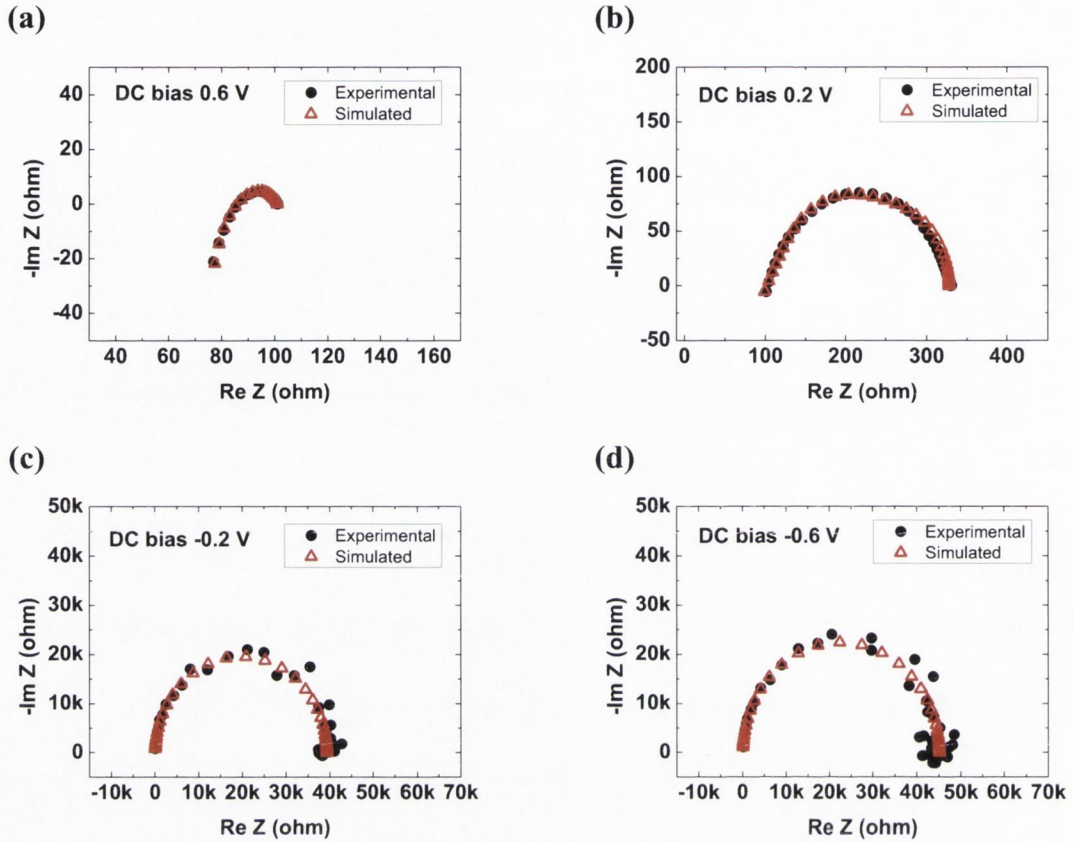 (a)
DC bias 0.6 V
Experimental
Simulated
-Im Z (ohm)
40
20
0
-20
-40
40 60 80 100 120 140 160
Re Z (ohm)
(b)
DC bias 0.2 V
Experimental
Simulated
-Im Z (ohm)
200
150
100
50
0
-50
0 100 200 300 400
Re Z (ohm)
(c)
DC bias -0.2 V
Experimental
Simulated
-Im Z (ohm)
50k
40k
30k
20k
10k
0
-10k 0 10k 20k 30k 40k 50k 60k 70k
Re Z (ohm)
(d)
DC bias -0.6 V
Experimental
Simulated
-Im Z (ohm)
50k
40k
30k
20k
10k
0
-10k 0 10k 20k 30k 40k 50k 60k 70k
Re Z (ohm)